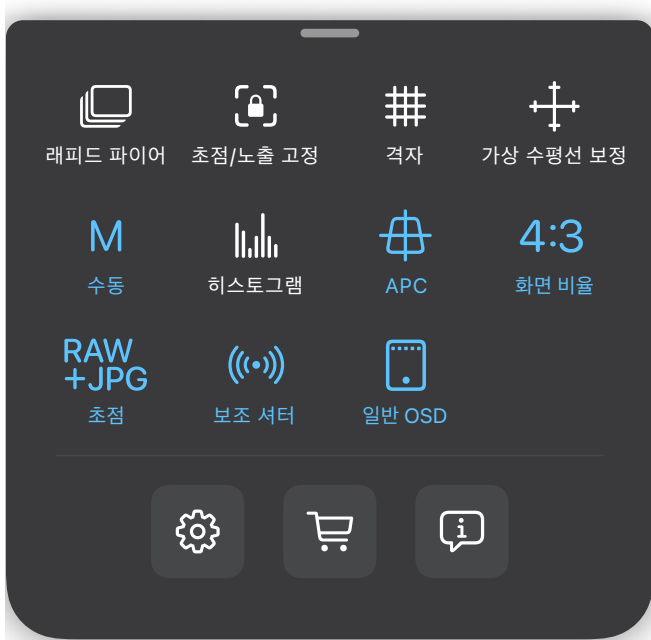 래피드 파이어
초점/노출 고정
격자
가상 수평선 보정
M
수동
히스토그램
APC
4:3
화면 비율
RAW
+JPG
초점
보조 셔터
일반 OSD